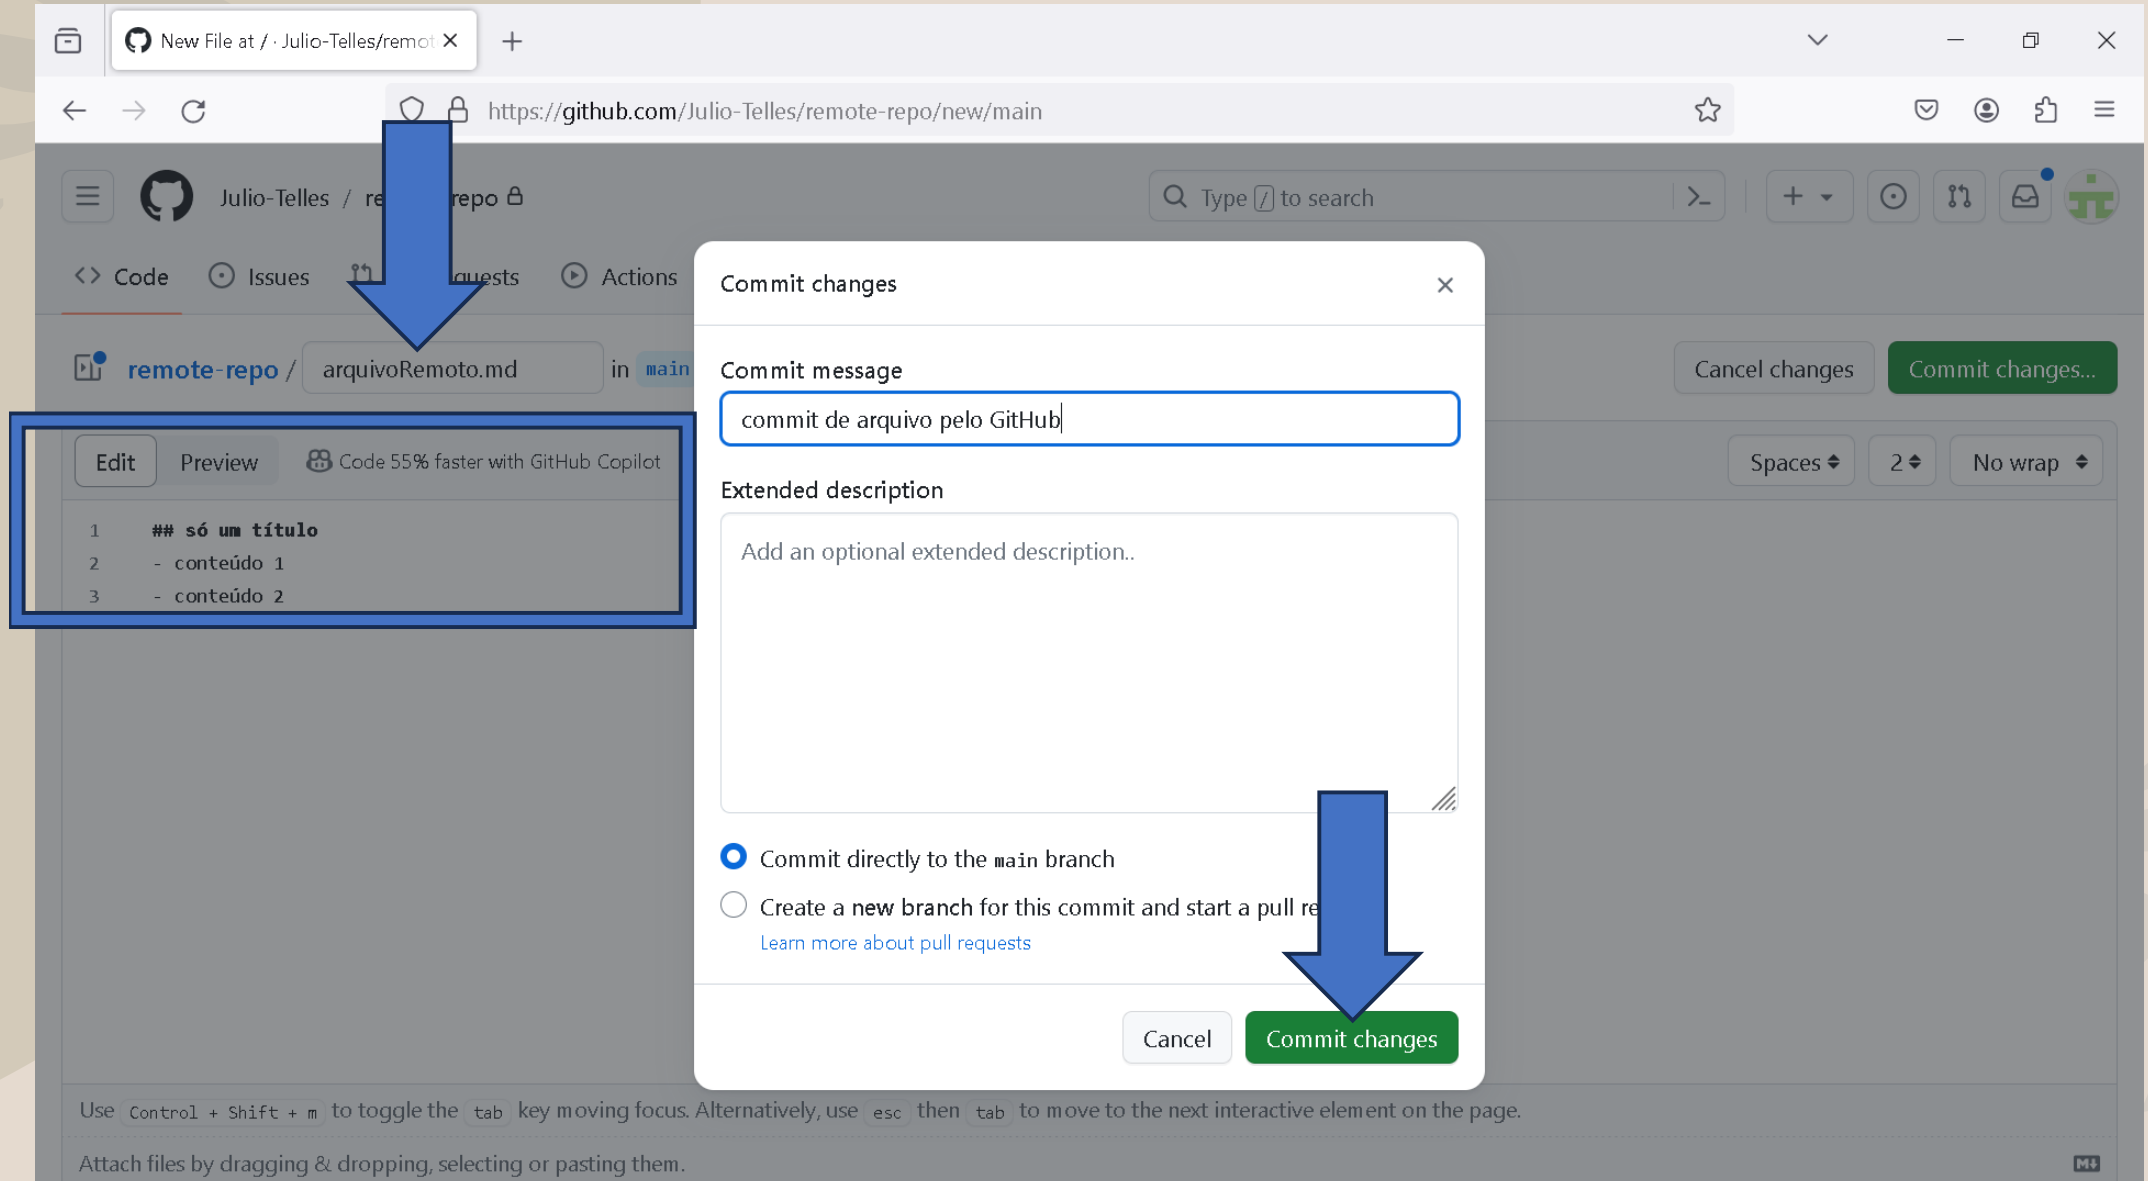 New File at / · Julio-Telles/remot
https://github.com/Julio-Telles/remote-repo/new/main
Julio-Telles / re repo
Type / to search
Code Issues Actions
remote-repo / arquivoRemoto.md in main
Cancel changes Commit changes...
Edit Preview Code 55% faster with GitHub Copilot
Spaces 2 No wrap
1 ## só um título
2 - conteúdo 1
3 - conteúdo 2
Commit changes
Commit message
commit de arquivo pelo GitHub
Extended description
Add an optional extended description..
Commit directly to the main branch
Create a new branch for this commit and start a pull re
Learn more about pull requests
Cancel Commit changes
Use Control + Shift + m to toggle the tab key moving focus. Alternatively, use esc then tab to move to the next interactive element on the page.
Attach files by dragging & dropping, selecting or pasting them.